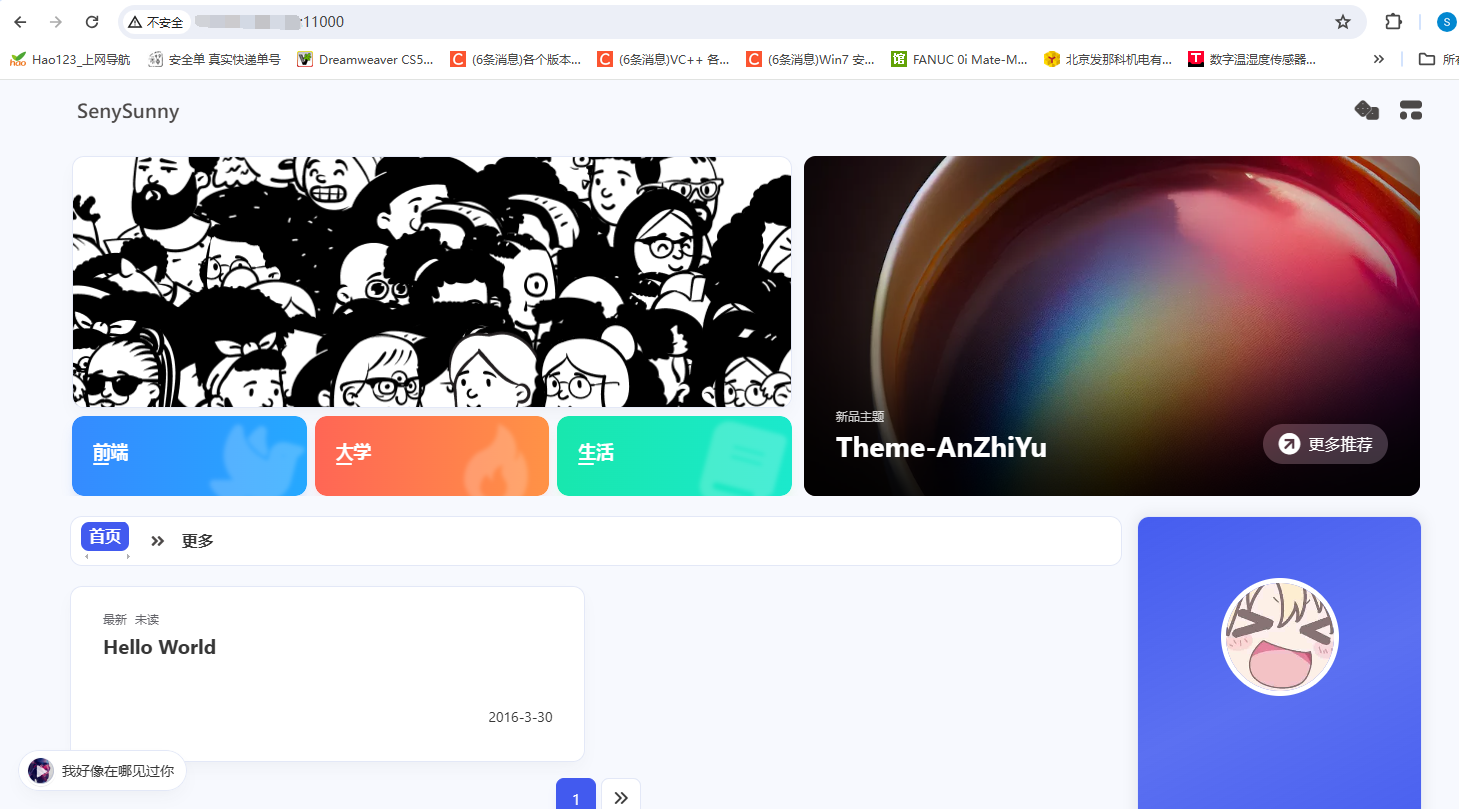 不安全 :11000
S
Hao123_上网导航 安全单 真实快递单号 Dreamweaver CS5... (6条消息)各个版本... (6条消息)VC++ 各... (6条消息)Win7 安... FANUC 0i Mate-M... 北京发那科机电有... 数字温湿度传感器... 所有
SenySunny
新品主题
Theme-AnZhiYu
更多推荐
前端 大学 生活
首页 更多
最新 未读
Hello World
2016-3-30
我好像在哪见过你
1